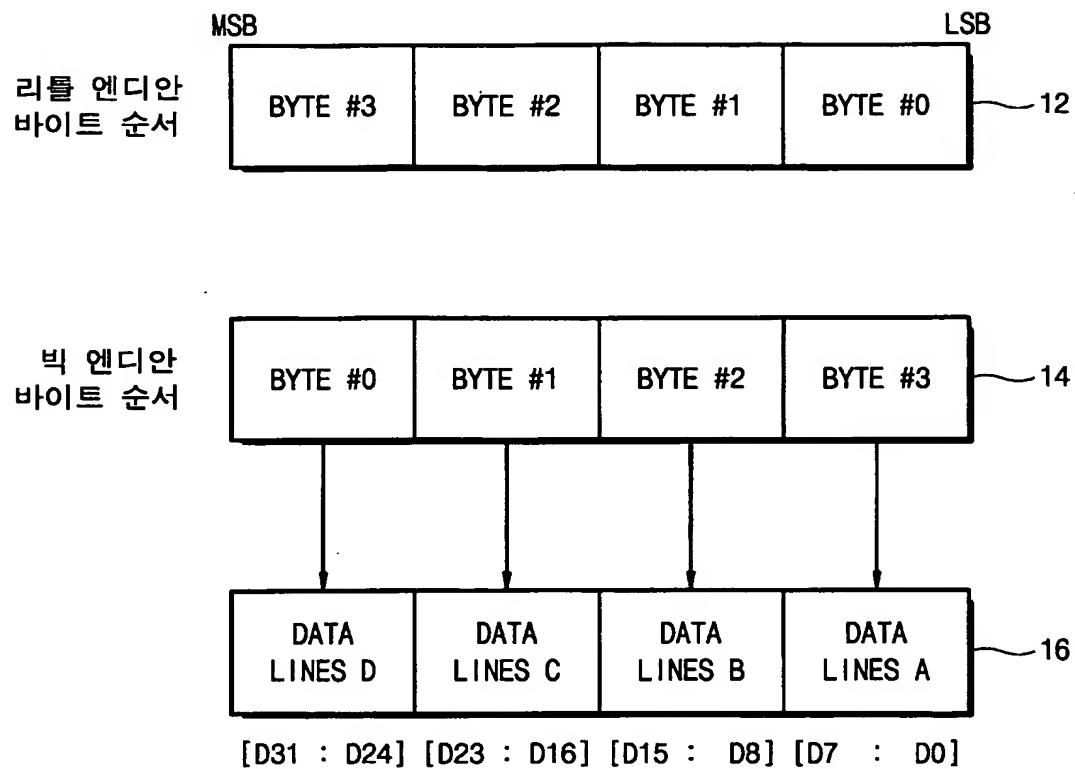 MSB LSB
리틀 엔디안
바이트 순서
BYTE #3 BYTE #2 BYTE #1 BYTE #0 12
빅 엔디안
바이트 순서
BYTE #0 BYTE #1 BYTE #2 BYTE #3 14
DATA LINES D DATA LINES C DATA LINES B DATA LINES A 16
[D31 : D24] [D23 : D16] [D15 : D8] [D7 : D0]